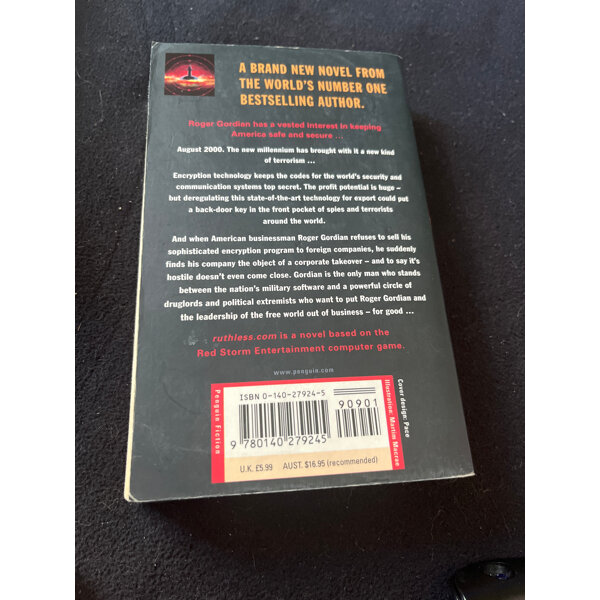 A BRAND NEW NOVEL FROM
THE WORLD'S NUMBER ONE
BESTSELLING AUTHOR.
Roger Gordian has a vested interest in keeping
America safe and secure ...
August 2000. The new millennium has brought with it a new kind
of terrorism ...
Encryption technology keeps the codes for the world's security and
communication systems top secret. The profit potential is huge –
but deregulating this state-of-the-art technology for export could put
a back-door key in the front pocket of spies and terrorists
around the world.
And when American businessman Roger Gordian refuses to sell his
sophisticated encryption program to foreign companies, he suddenly
finds his company the object of a corporate takeover – and to say it's
hostile doesn't even come close. Gordian is the only man who stands
between the nation's military software and a powerful circle of
druglords and political extremists who want to put Roger Gordian and
the leadership of the free world out of business – for good ...
ruthless.com is a novel based on the
Red Storm Entertainment computer game.
www.penguin.com
Penguin Fiction
ISBN 0-140-27924-5
90901
9 780140 279245
U.K. £5.99 AUST. $16.95 (recommended)
Cover design: Paco
Illustration: Martin Macrae